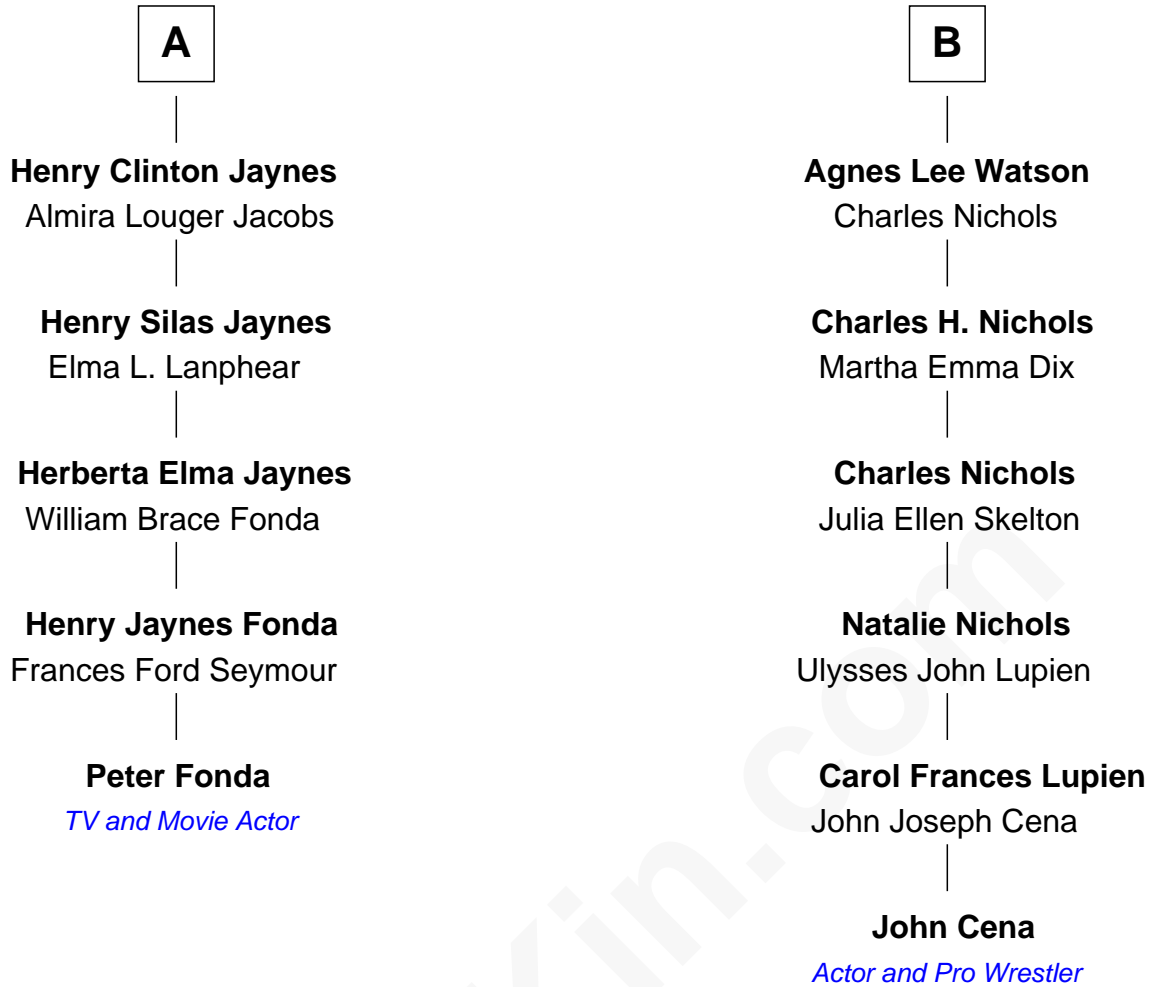 A
Henry Clinton Jaynes
Almira Louger Jacobs
Henry Silas Jaynes
Elma L. Lanphear
Herberta Elma Jaynes
William Brace Fonda
Henry Jaynes Fonda
Frances Ford Seymour
Peter Fonda
TV and Movie Actor
B
Agnes Lee Watson
Charles Nichols
Charles H. Nichols
Martha Emma Dix
Charles Nichols
Julia Ellen Skelton
Natalie Nichols
Ulysses John Lupien
Carol Frances Lupien
John Joseph Cena
John Cena
Actor and Pro Wrestler
Kin.com